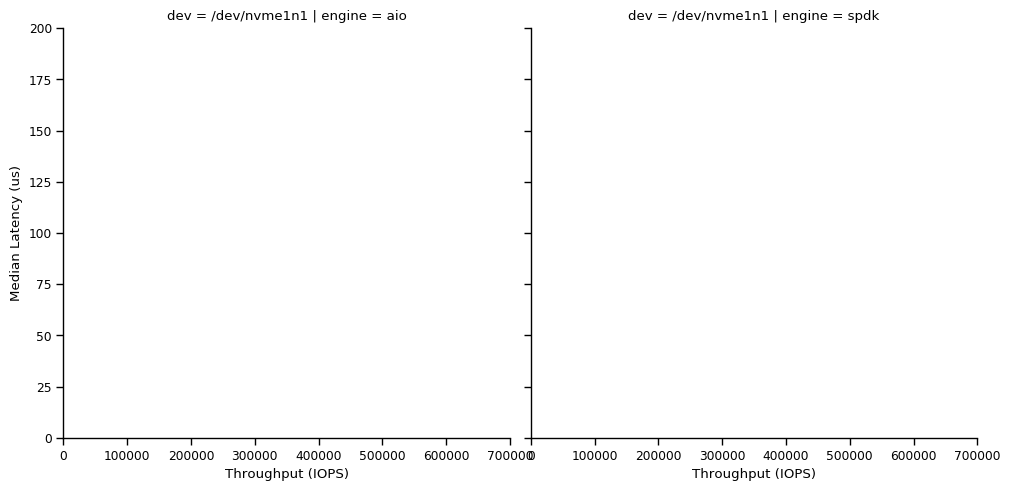 dev = /dev/nvme1n1 | engine = aio
dev = /dev/nvme1n1 | engine = spdk
200
175
150
125
100
75
50
25
0
Median Latency (us)
0 100000 200000 300000 400000 500000 600000 700000
0 100000 200000 300000 400000 500000 600000 700000
Throughput (IOPS)
Throughput (IOPS)